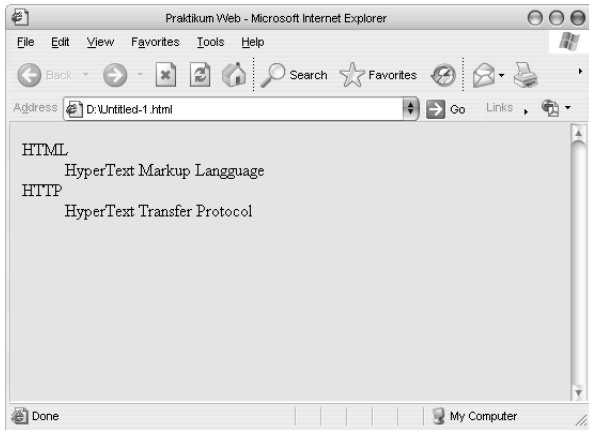 Praktikum Web - Microsoft Internet Explorer
File Edit View Favorites Tools Help
Back Search Favorites
Address D:\Untitled-1.html Go Links
HTML
HyperText Markup Langguage
HTTP
HyperText Transfer Protocol
Done My Computer